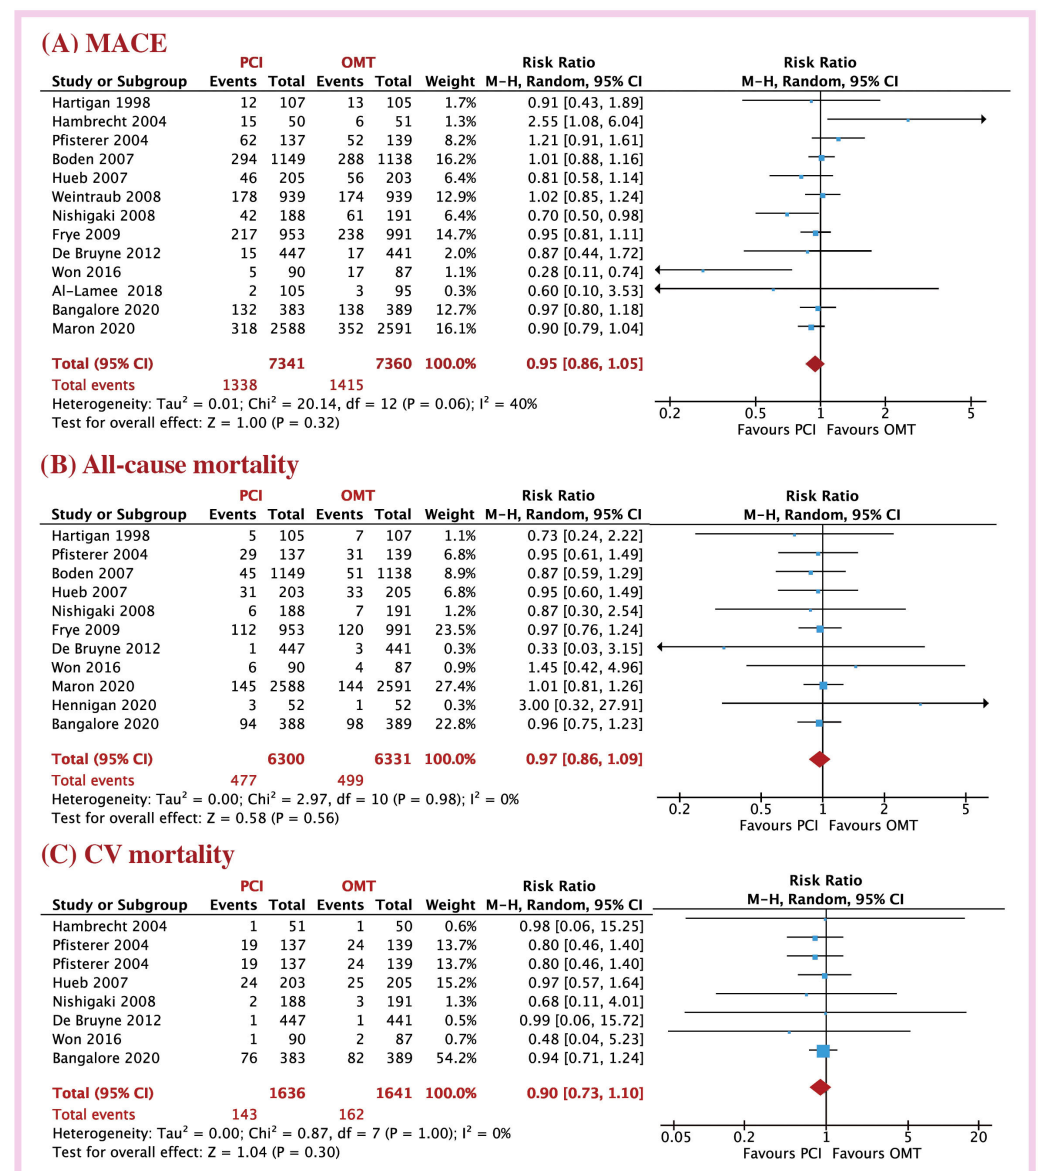 (A) MACE
PCI OMT Risk Ratio Risk Ratio
Study or Subgroup Events Total Events Total Weight M-H, Random, 95% CI M-H, Random, 95% CI
Hartigan 1998 12 107 13 105 1.7% 0.91 [0.43, 1.89]
Hambrecht 2004 15 50 6 51 1.3% 2.55 [1.08, 6.04]
Pfisterer 2004 62 137 52 139 8.2% 1.21 [0.91, 1.61]
Boden 2007 294 1149 288 1138 16.2% 1.01 [0.88, 1.16]
Hueb 2007 46 205 56 203 6.4% 0.81 [0.58, 1.14]
Weintraub 2008 178 939 174 939 12.9% 1.02 [0.85, 1.24]
Nishigaki 2008 42 188 61 191 6.4% 0.70 [0.50, 0.98]
Frye 2009 217 953 238 991 14.7% 0.95 [0.81, 1.11]
De Bruyne 2012 15 447 17 441 2.0% 0.87 [0.44, 1.72]
Won 2016 5 90 17 87 1.1% 0.28 [0.11, 0.74]
Al-Lamee 2018 2 105 3 95 0.3% 0.60 [0.10, 3.53]
Bangalore 2020 132 383 138 389 12.7% 0.97 [0.80, 1.18]
Maron 2020 318 2588 352 2591 16.1% 0.90 [0.79, 1.04]
Total (95% CI) 7341 7360 100.0% 0.95 [0.86, 1.05]
Total events 1338 1415
Heterogeneity: Tau² = 0.01; Chi² = 20.14, df = 12 (P = 0.06); I² = 40%
Test for overall effect: Z = 1.00 (P = 0.32)
0.2 0.5 1 2 5
Favours PCI Favours OMT
(B) All-cause mortality
PCI OMT Risk Ratio Risk Ratio
Study or Subgroup Events Total Events Total Weight M-H, Random, 95% CI M-H, Random, 95% CI
Hartigan 1998 5 105 7 107 1.1% 0.73 [0.24, 2.22]
Pfisterer 2004 29 137 31 139 6.8% 0.95 [0.61, 1.49]
Boden 2007 45 1149 51 1138 8.9% 0.87 [0.59, 1.29]
Hueb 2007 31 203 33 205 6.8% 0.95 [0.60, 1.49]
Nishigaki 2008 6 188 7 191 1.2% 0.87 [0.30, 2.54]
Frye 2009 112 953 120 991 23.5% 0.97 [0.76, 1.24]
De Bruyne 2012 1 447 3 441 0.3% 0.33 [0.03, 3.15]
Won 2016 6 90 4 87 0.9% 1.45 [0.42, 4.96]
Maron 2020 145 2588 144 2591 27.4% 1.01 [0.81, 1.26]
Hennigan 2020 3 52 1 52 0.3% 3.00 [0.32, 27.91]
Bangalore 2020 94 388 98 389 22.8% 0.96 [0.75, 1.23]
Total (95% CI) 6300 6331 100.0% 0.97 [0.86, 1.09]
Total events 477 499
Heterogeneity: Tau² = 0.00; Chi² = 2.97, df = 10 (P = 0.98); I² = 0%
Test for overall effect: Z = 0.58 (P = 0.56)
0.2 0.5 1 2 5
Favours PCI Favours OMT
(C) CV mortality
PCI OMT Risk Ratio Risk Ratio
Study or Subgroup Events Total Events Total Weight M-H, Random, 95% CI M-H, Random, 95% CI
Hambrecht 2004 1 51 1 50 0.6% 0.98 [0.06, 15.25]
Pfisterer 2004 19 137 24 139 13.7% 0.80 [0.46, 1.40]
Pfisterer 2004 19 137 24 139 13.7% 0.80 [0.46, 1.40]
Hueb 2007 24 203 25 205 15.2% 0.97 [0.57, 1.64]
Nishigaki 2008 2 188 3 191 1.3% 0.68 [0.11, 4.01]
De Bruyne 2012 1 447 1 441 0.5% 0.99 [0.06, 15.72]
Won 2016 1 90 2 87 0.7% 0.48 [0.04, 5.23]
Bangalore 2020 76 383 82 389 54.2% 0.94 [0.71, 1.24]
Total (95% CI) 1636 1641 100.0% 0.90 [0.73, 1.10]
Total events 143 162
Heterogeneity: Tau² = 0.00; Chi² = 0.87, df = 7 (P = 1.00); I² = 0%
Test for overall effect: Z = 1.04 (P = 0.30)
0.05 0.2 1 5 20
Favours PCI Favours OMT